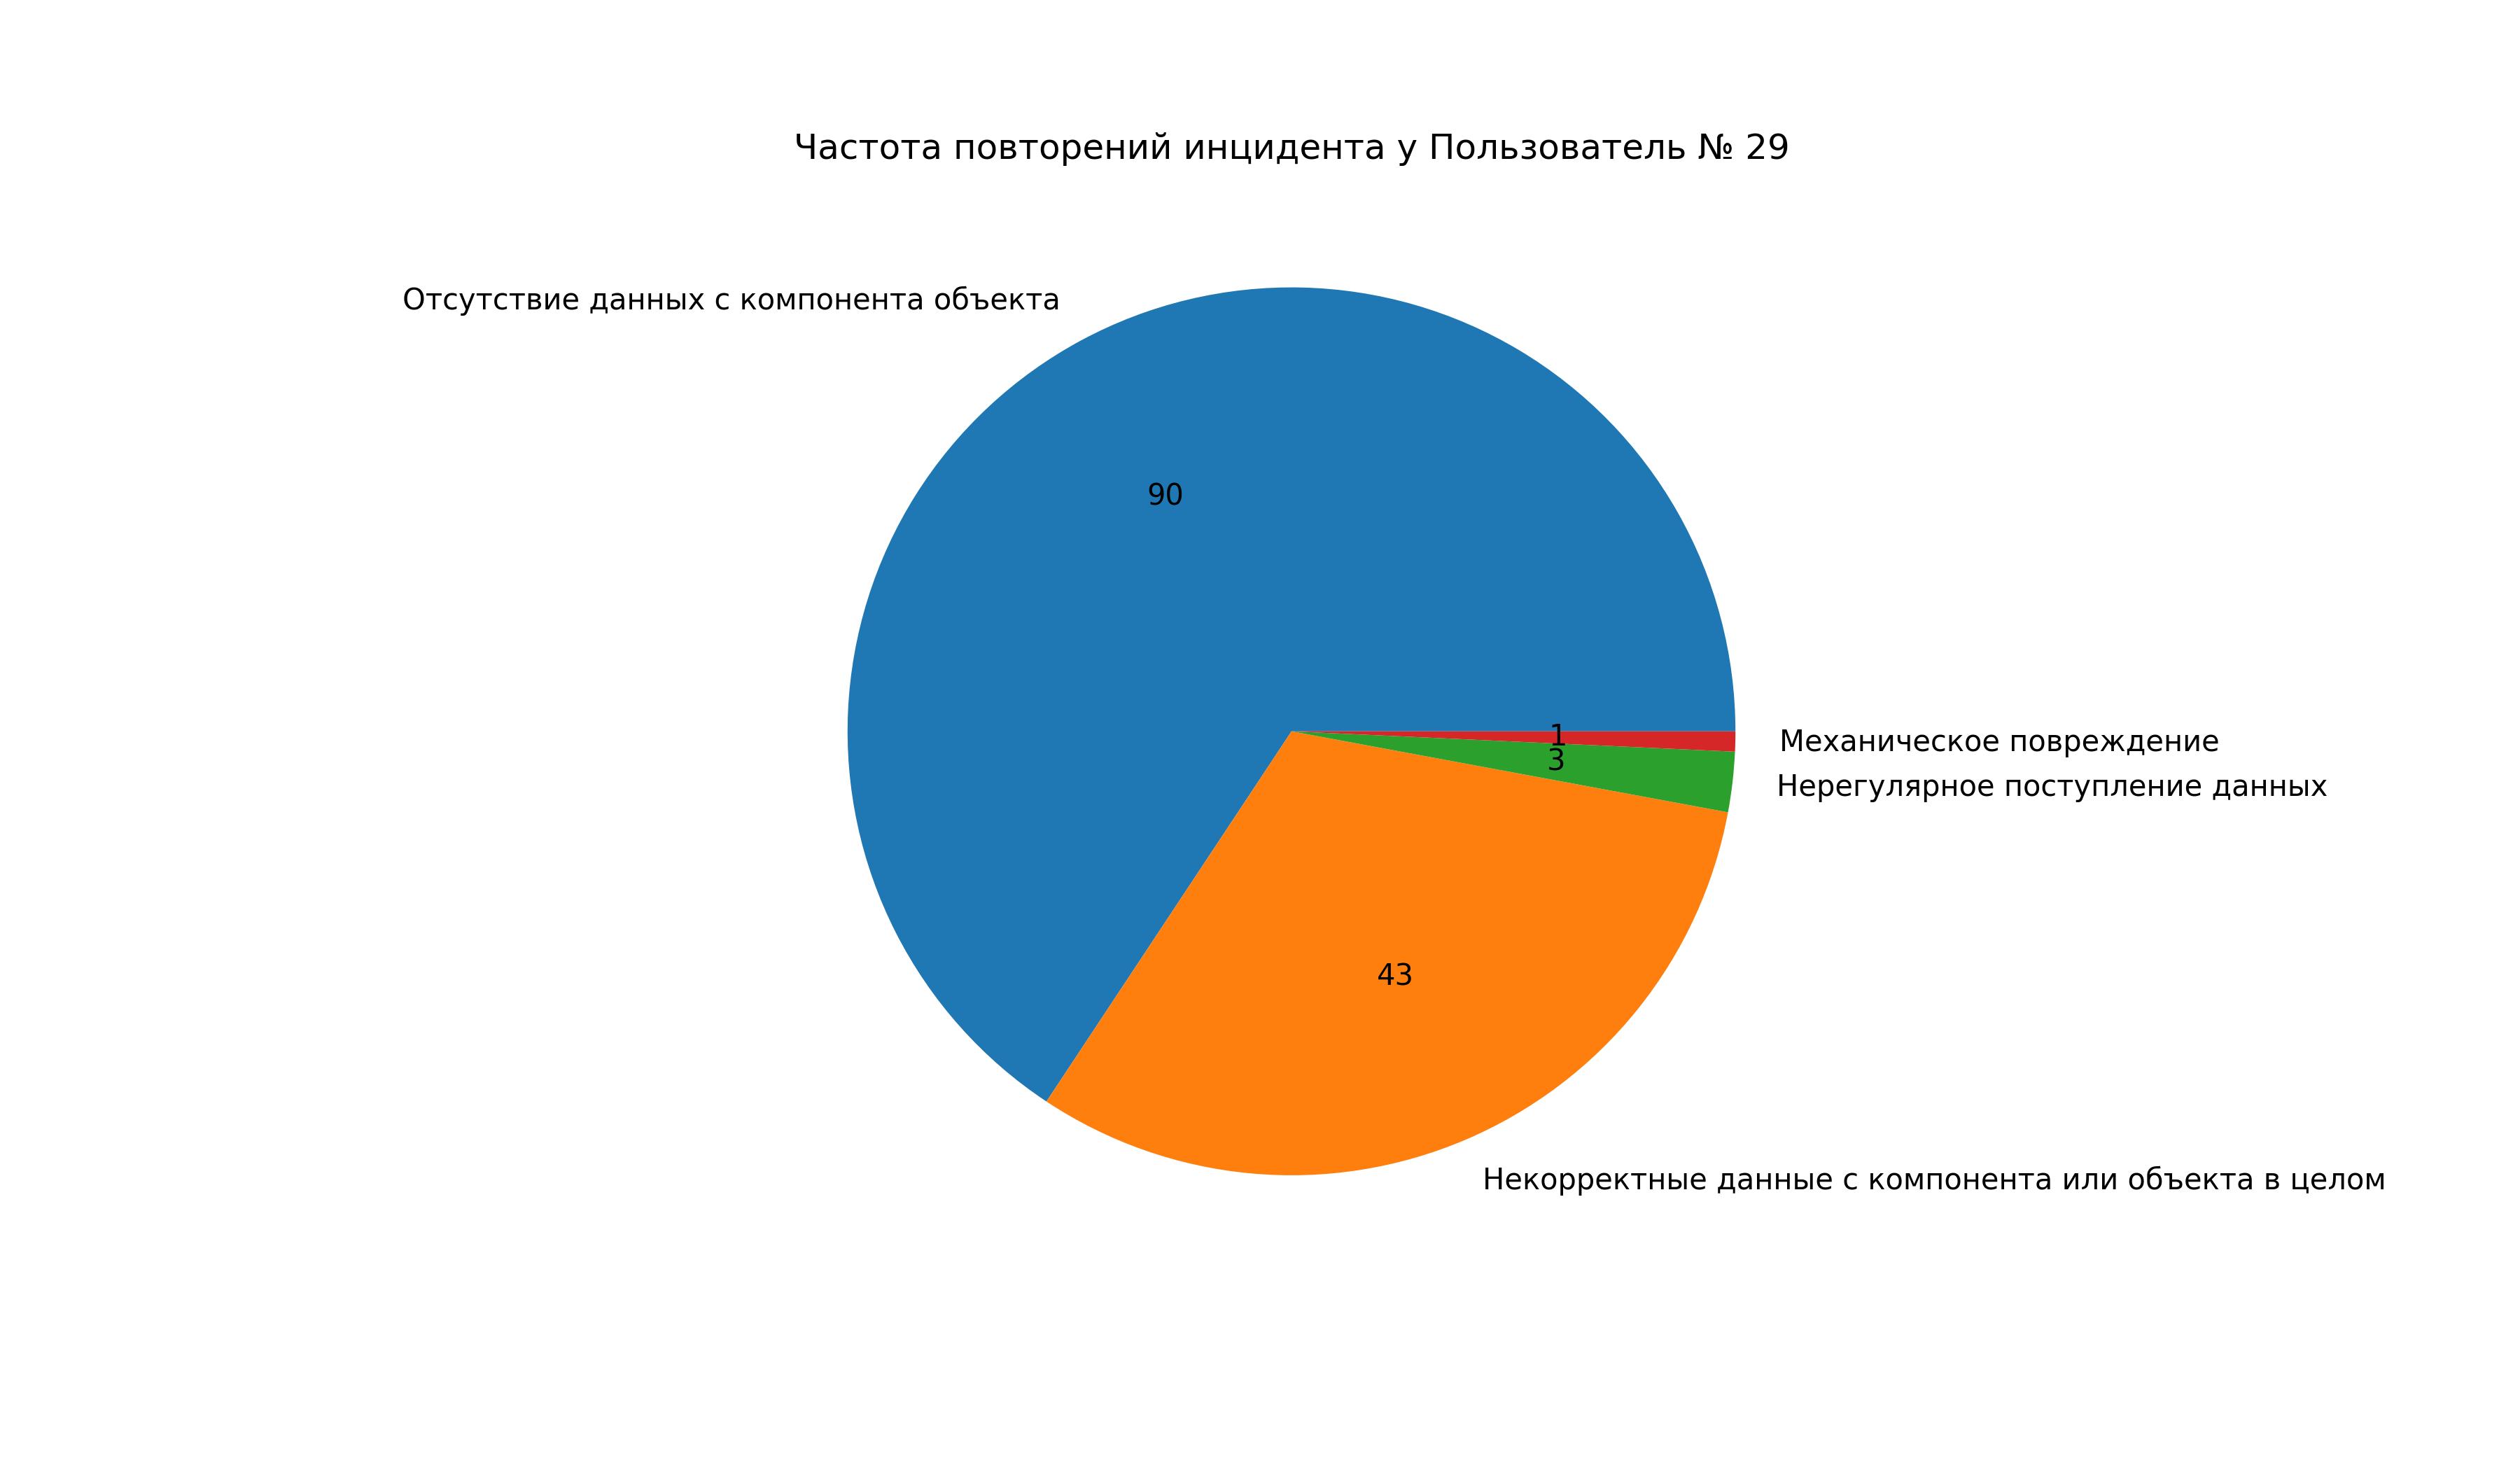 Частота повторений инцидента у Пользователь № 29
Отсутствие данных с компонента объекта
90
1
Механическое повреждение
3
Нерегулярное поступление данных
43
Некорректные данные с компонента или объекта в целом